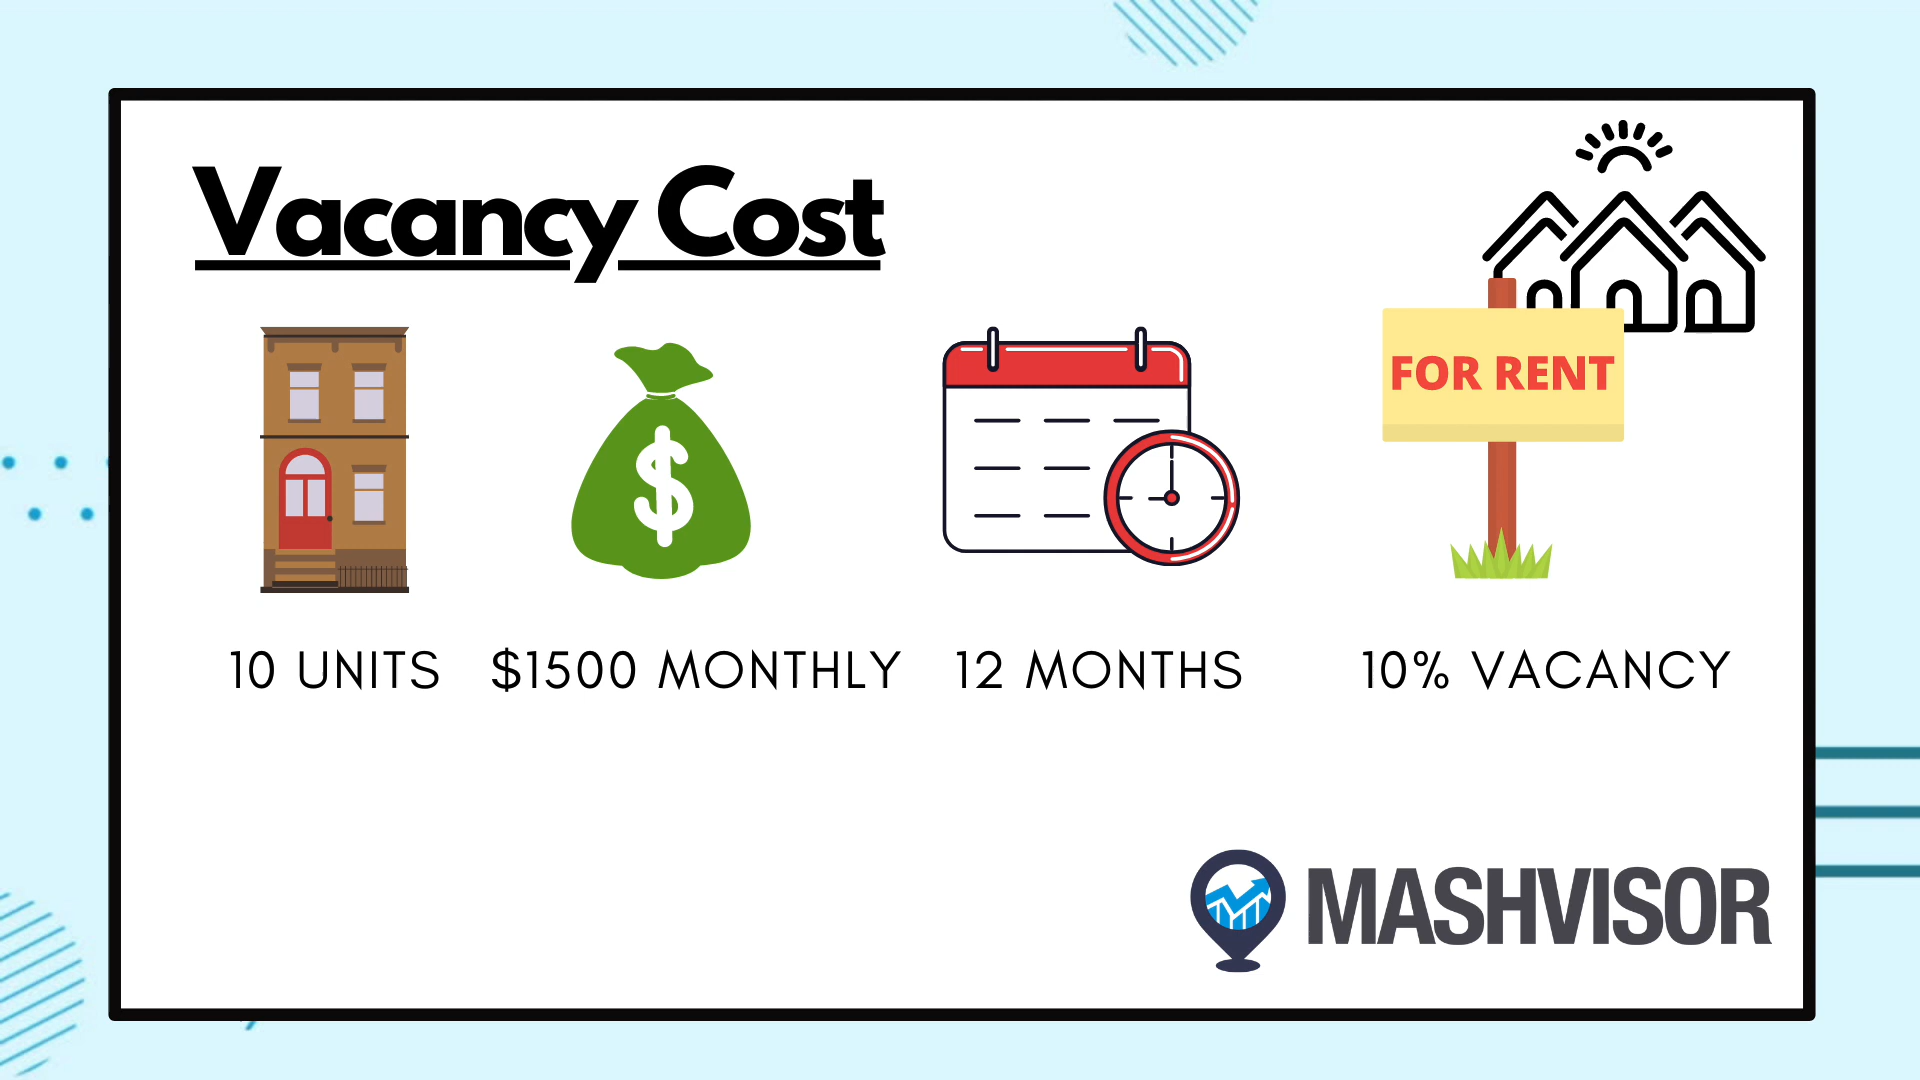 Vacancy Cost
FOR RENT
$
10 UNITS
$1500 MONTHLY
12 MONTHS
10% VACANCY
MASHVISOR